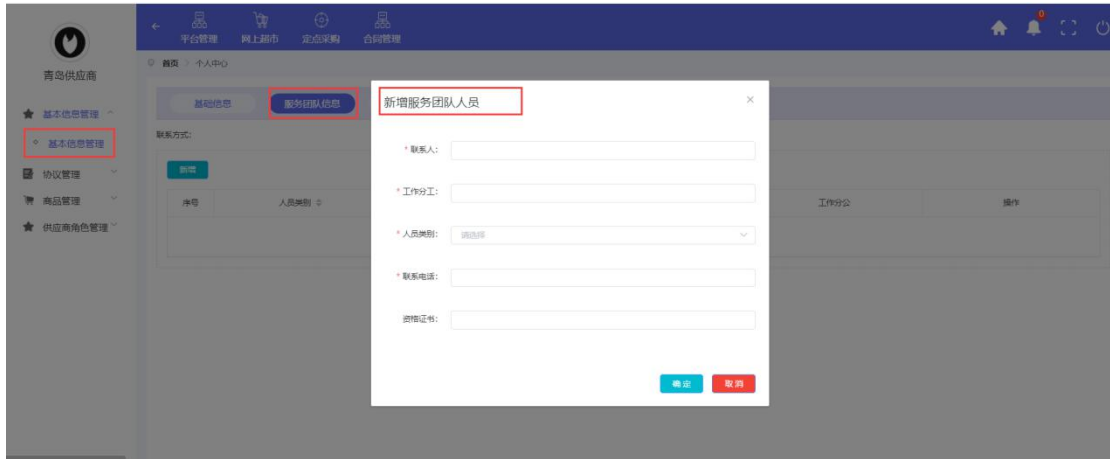 0
平台管理 网上超市 定点采购 合同管理
青岛供应商
首页 > 个人中心
基本信息管理
基本信息管理
协议管理
商品管理
供应商角色管理
基础信息
服务团队信息
联系方式:
新增
序号 人员类别 工作分公 操作
新增服务团队人员 ×
* 联系人:
* 工作分工:
* 人员类别: 请选择
* 联系电话:
资格证书:
确定 取消